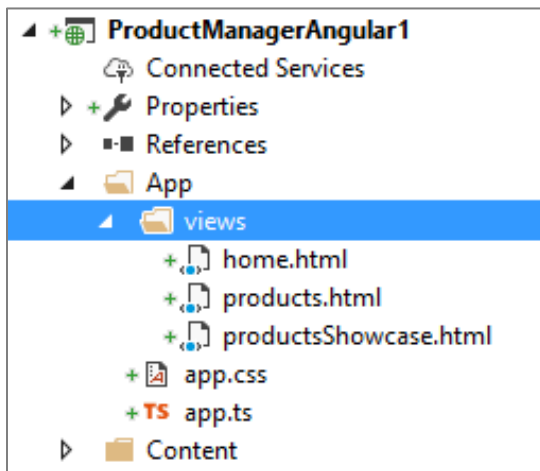 ProductManagerAngular1
Connected Services
Properties
References
App
views
home.html
products.html
productsShowcase.html
app.css
TS app.ts
Content